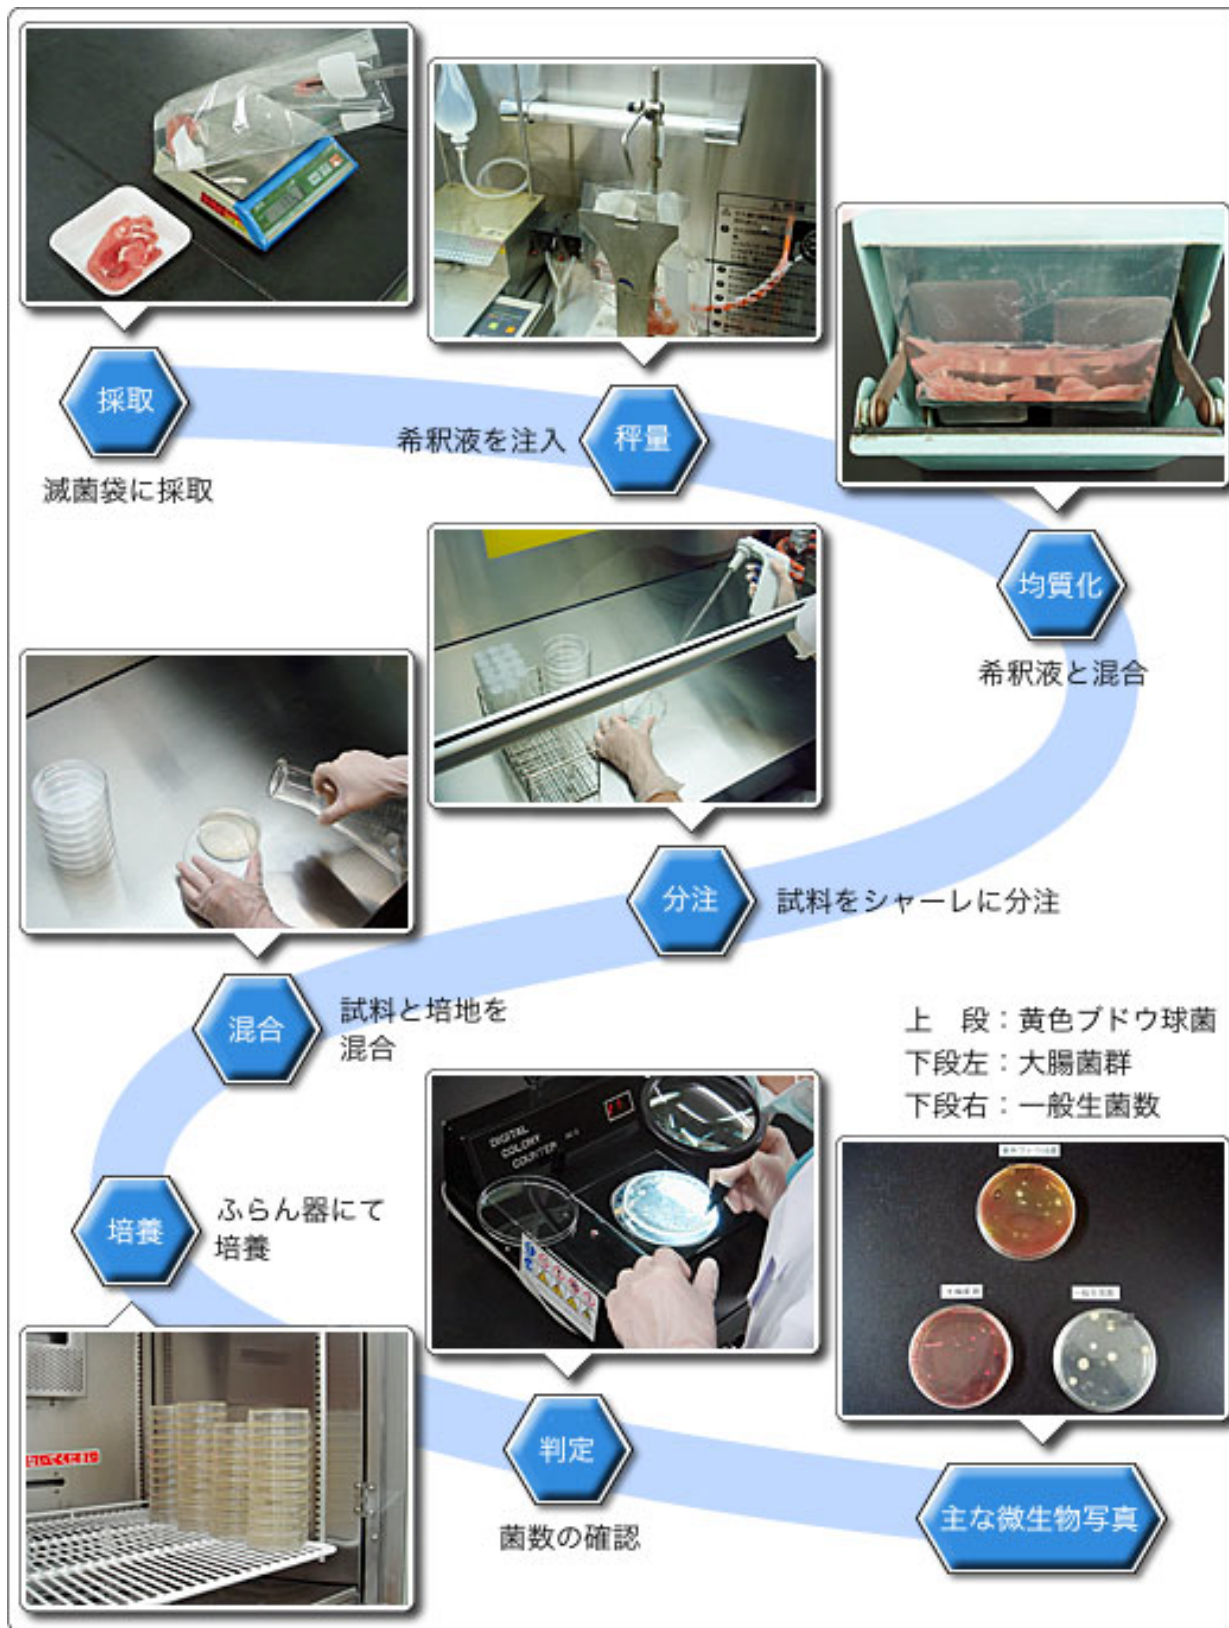 採取
滅菌袋に採取
希釈液を注入
秤量
均質化
希釈液と混合
分注
試料をシャーレに分注
混合
試料と培地を
混合
培養
ふらん器にて
培養
DIGITAL
COLONY
COUNTER
判定
菌数の確認
上 段:黄色ブドウ球菌
下段左:大腸菌群
下段右:一般生菌数
主な微生物写真